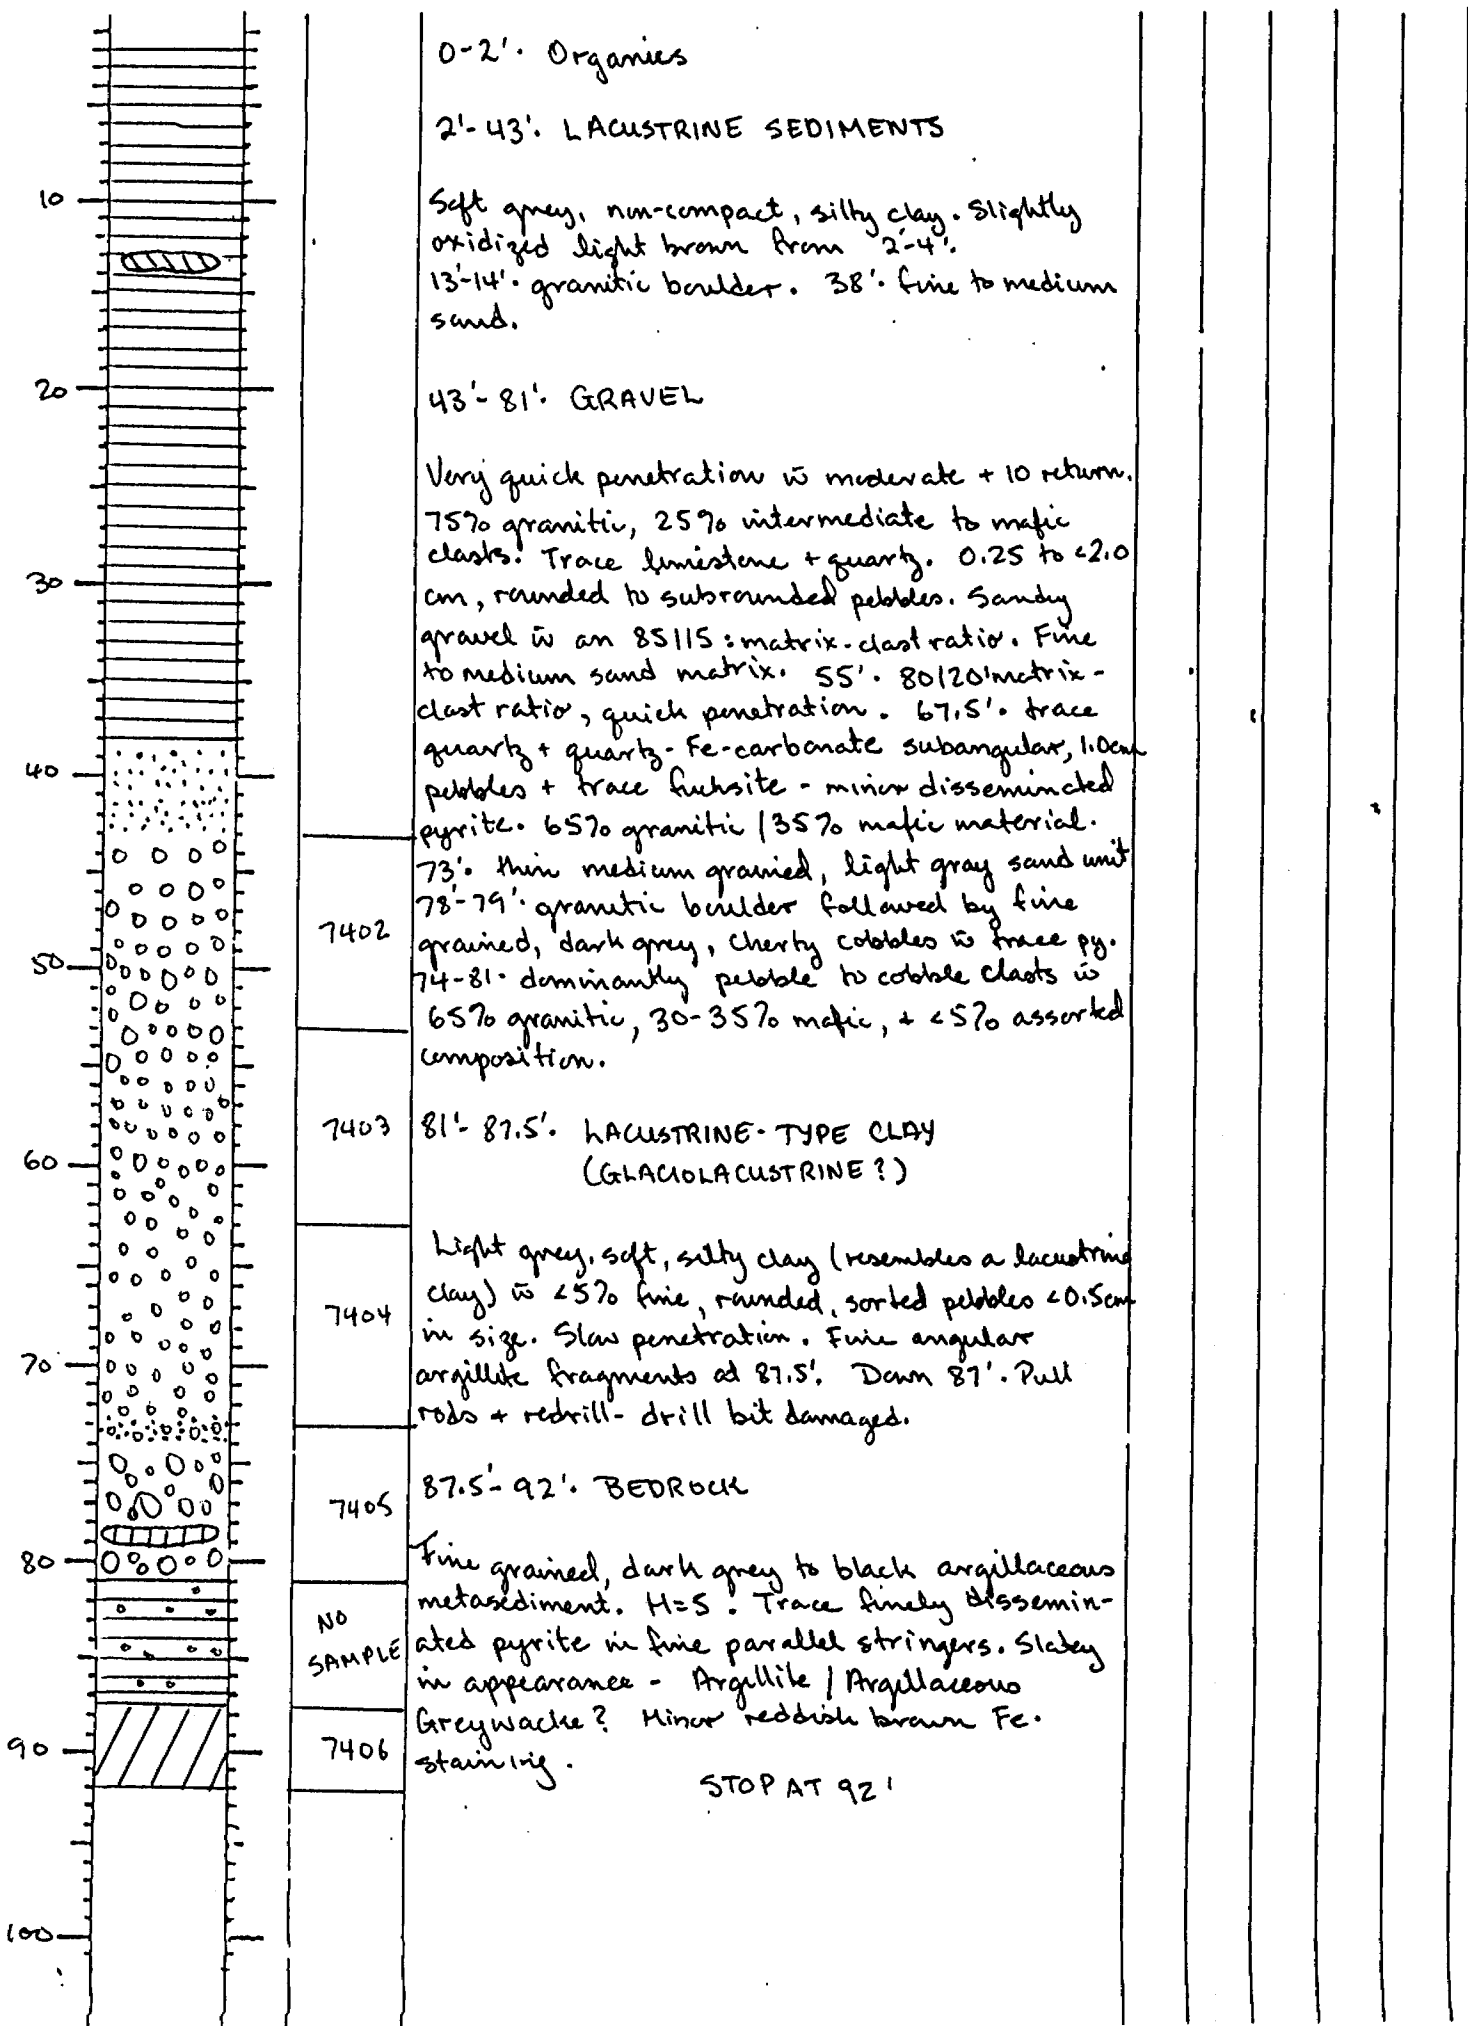 0-2'. Organics
2'-43'. LACUSTRINE SEDIMENTS
10
Soft grey, non-compact, silty clay. Slightly
oxidized light brown from 2'-4'.
13'-14'. granitic boulder. 38'. fine to medium
sand.
20
43'-81'. GRAVEL
Very quick penetration w̄ moderate + 10 return.
75% granitic, 25% intermediate to mafic
clasts. Trace limestone + quartz. 0.25 to <2.0
30
cm, rounded to subrounded pebbles. Sandy
gravel w̄ an 85/15 : matrix-clast ratio. Fine
to medium sand matrix. 55'. 80/20 matrix-
clast ratio, quick penetration. 67.5'. trace
quartz + quartz-Fe-carbonate subangular, 1.0cm
40
pebbles + trace fuchsite - minor disseminated
pyrite. 65% granitic / 35% mafic material.
73'. thin medium grained, light gray sand unit
78'-79'. granitic boulder followed by fine
7402
grained, dark grey, cherty cobbles w̄ trace py.
50
74-81. dominantly pebble to cobble clasts w̄
65% granitic, 30-35% mafic, + <5% assorted
composition.
7403
81'-87.5'. LACUSTRINE-TYPE CLAY
60
(GLACIOLACUSTRINE?)
Light grey, soft, silty clay (resembles a lacustrine
clay) w̄ <5% fine, rounded, sorted pebbles <0.5cm
7404
in size. Slow penetration. Fine angular
70
argillite fragments at 87.5'. Down 87'. Pull
rods + redrill - drill bit damaged.
7405
87.5'-92'. BEDROCK
80
Fine grained, dark grey to black argillaceous
metasediment. H=5. Trace finely dissemin-
NO
SAMPLE
ated pyrite in fine parallel stringers. Slatey
in appearance - Argillite / Argillaceous
Greywacke? Minor reddish brown Fe.
90
7406
staining.
STOP AT 92'
100